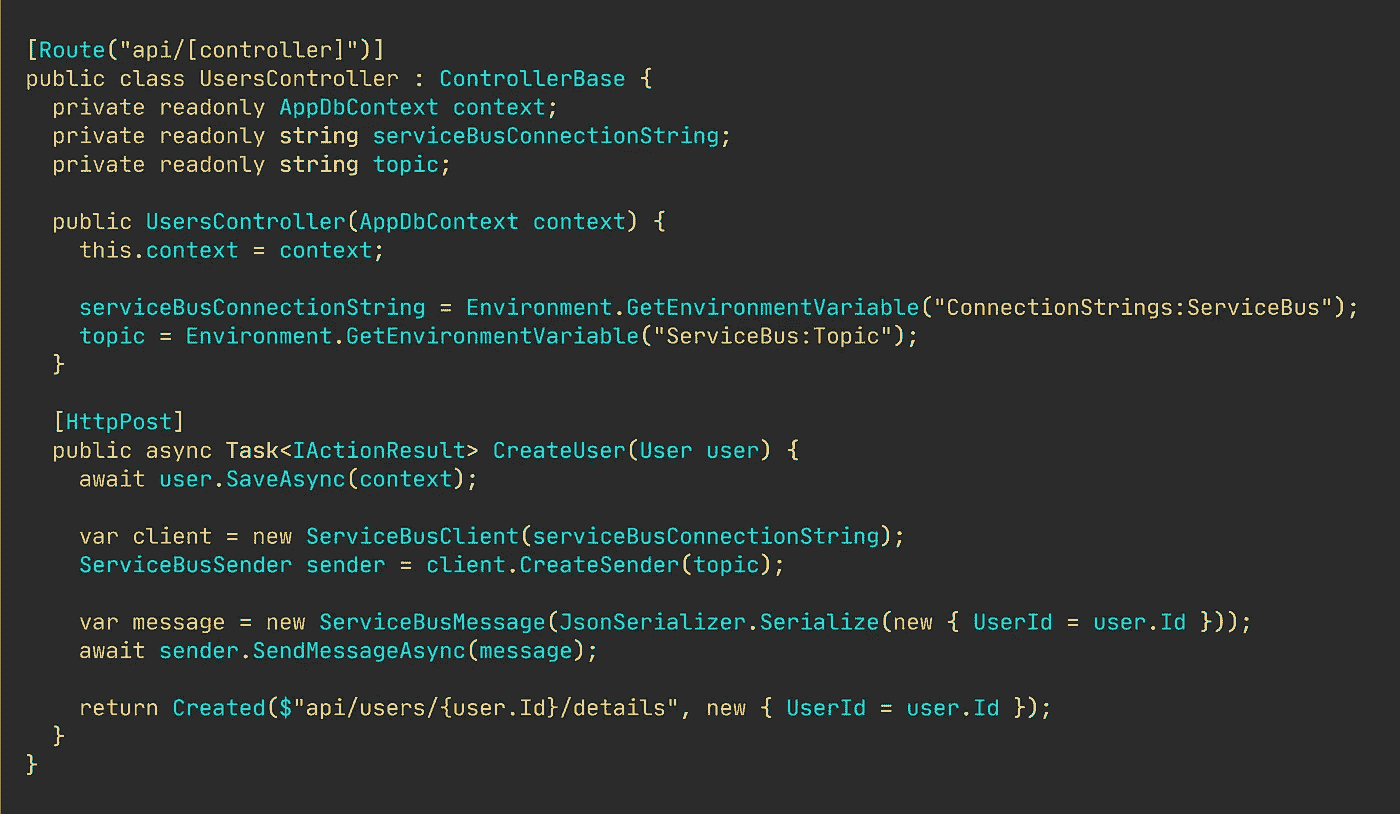 [Route("api/[controller]")]
public class UsersController : ControllerBase {
  private readonly AppDbContext context;
  private readonly string serviceBusConnectionString;
  private readonly string topic;

  public UsersController(AppDbContext context) {
    this.context = context;

    serviceBusConnectionString = Environment.GetEnvironmentVariable("ConnectionStrings:ServiceBus");
    topic = Environment.GetEnvironmentVariable("ServiceBus:Topic");
  }

  [HttpPost]
  public async Task<IActionResult> CreateUser(User user) {
    await user.SaveAsync(context);

    var client = new ServiceBusClient(serviceBusConnectionString);
    ServiceBusSender sender = client.CreateSender(topic);

    var message = new ServiceBusMessage(JsonSerializer.Serialize(new { UserId = user.Id }));
    await sender.SendMessageAsync(message);

    return Created($"api/users/{user.Id}/details", new { UserId = user.Id });
  }
}